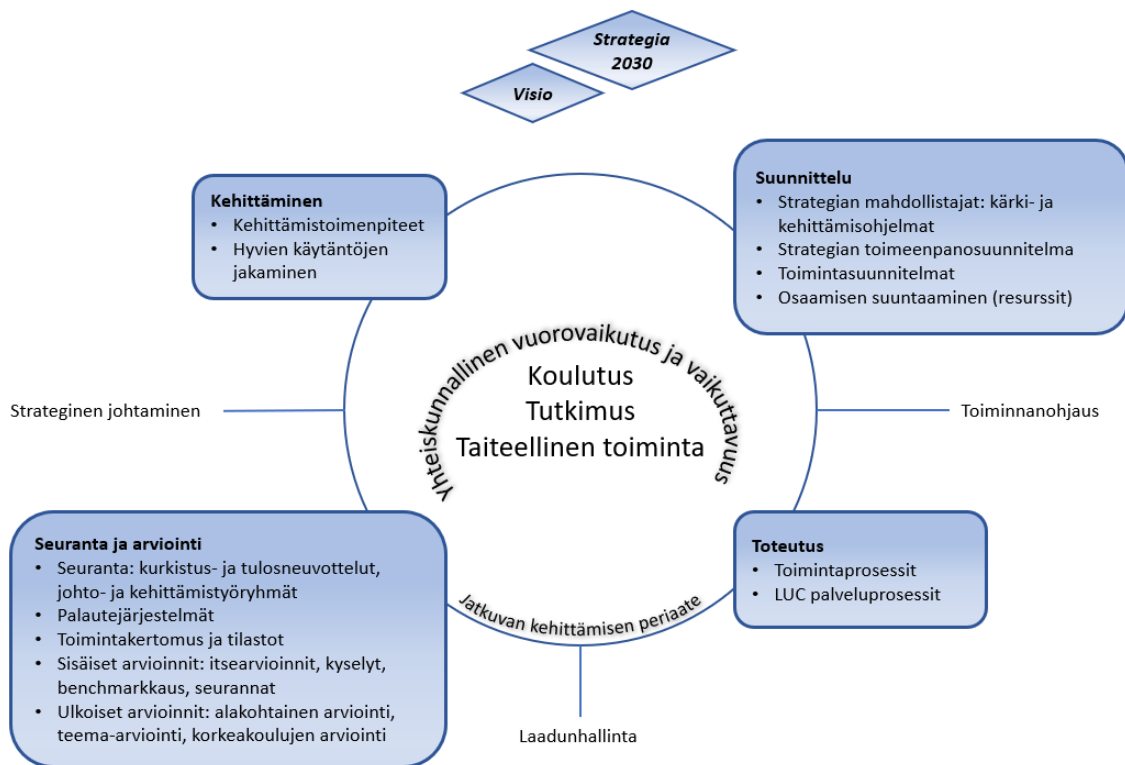 Strategia
2030
Visio
Kehittäminen
• Kehittämistoimenpiteet
• Hyvien käytäntöjen
jakaminen
Suunnittelu
• Strategian mahdollistajat: kärki- ja
kehittämisohjelmat
• Strategian toimeenpanosuunnitelma
• Toimintasuunnitelmat
• Osaamisen suuntaaminen (resurssit)
Yhteiskunnallinen vuorovaikutus ja vaikuttavuus
Koulutus
Tutkimus
Taiteellinen toiminta
Strateginen johtaminen
Toiminnanohjaus
Seuranta ja arviointi
• Seuranta: kurkistus- ja tulosneuvottelut,
johto- ja kehittämistyöryhmät
• Palautejärjestelmät
• Toimintakertomus ja tilastot
• Sisäiset arvioinnit: itsearvioinnit, kyselyt,
benchmarkkaus, seurannat
• Ulkoiset arvioinnit: alakohtainen arviointi,
teema-arviointi, korkeakoulujen arviointi
Toteutus
• Toimintaprosessit
• LUC palveluprosessit
Jatkuvan kehittämisen periaate
Laadunhallinta